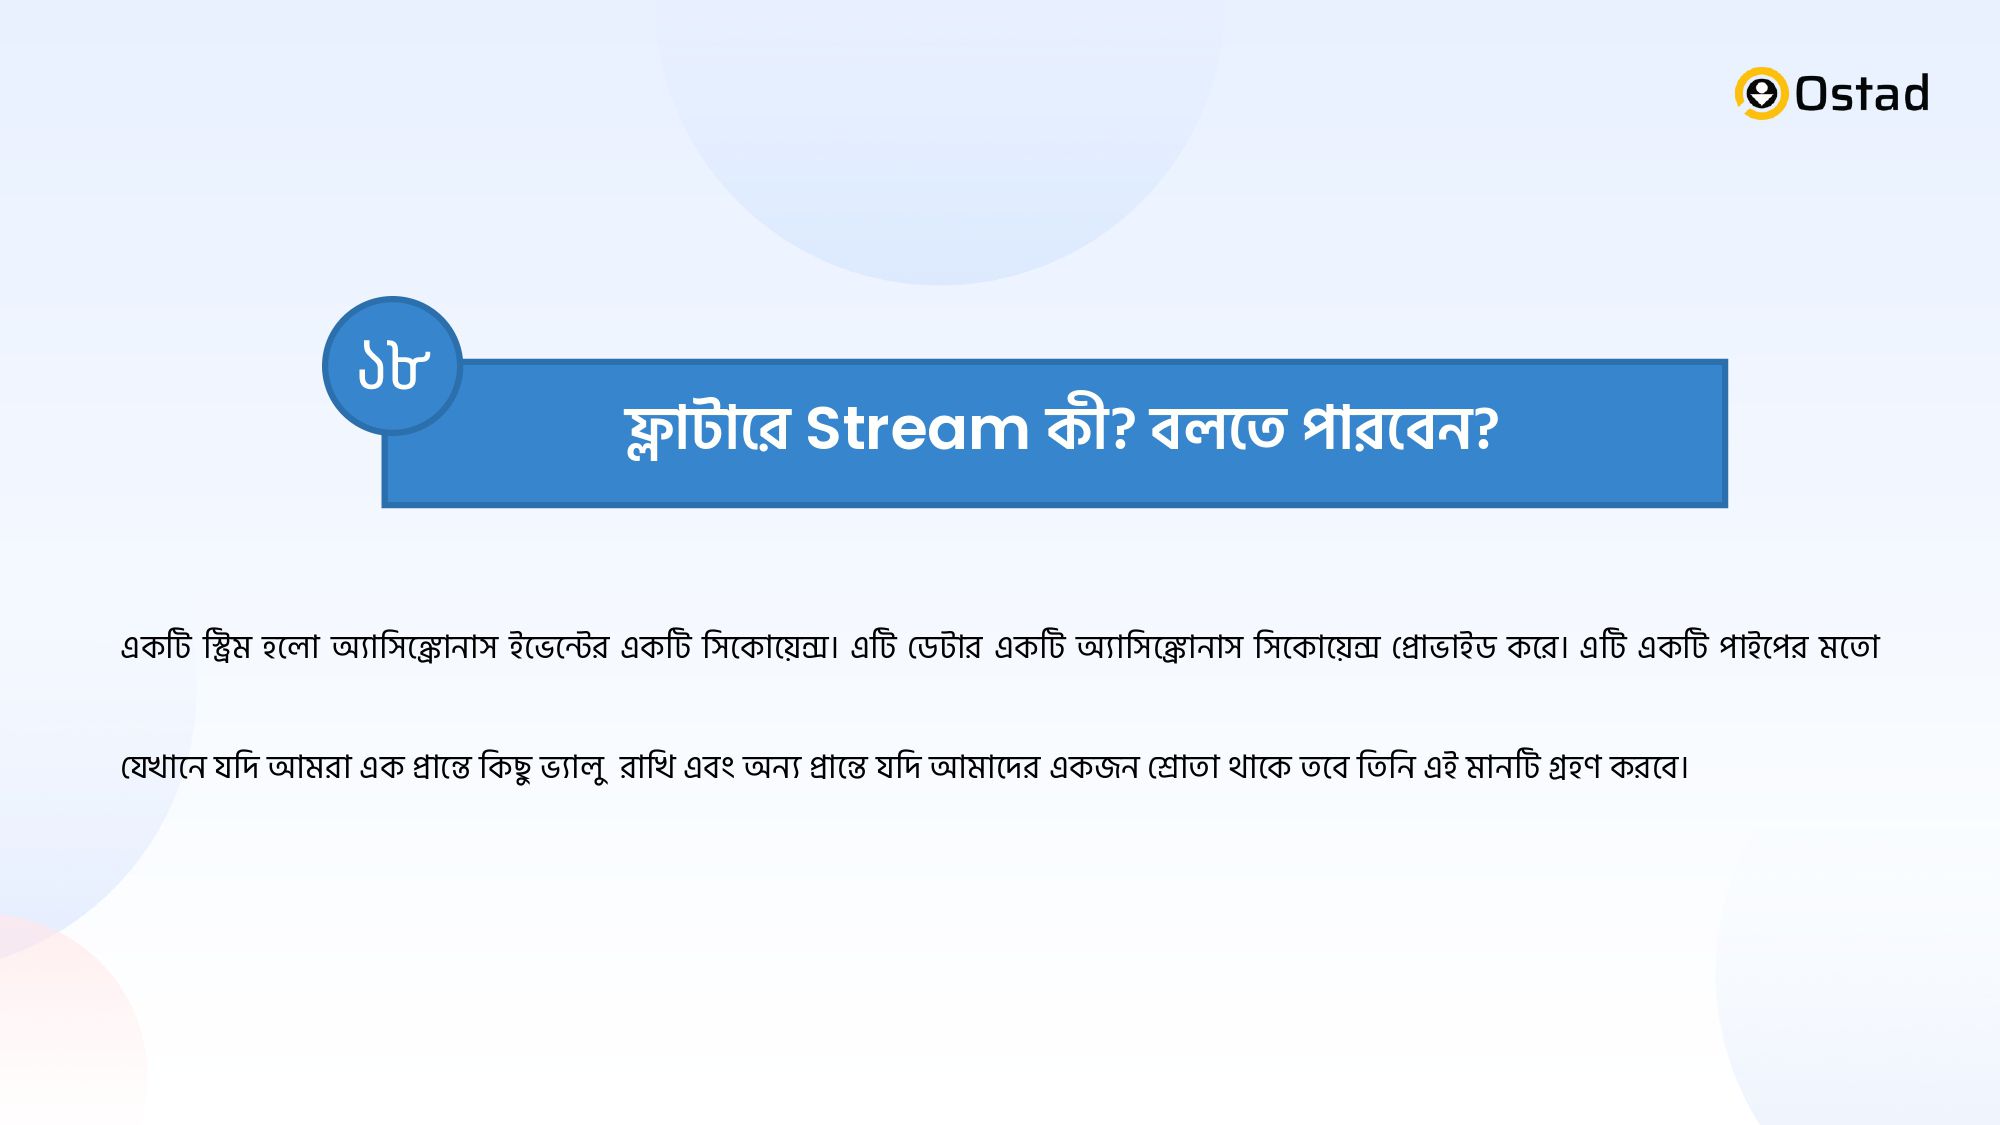 Ostad
১৮
ফ্লাটারে Stream কী? বলতে পারবেন?
একটি স্ট্রিম হলো অ্যাসিঙ্ক্রোনাস ইভেন্টের একটি সিকোয়েন্স। এটি ডেটার একটি অ্যাসিঙ্ক্রোনাস সিকোয়েন্স প্রোভাইড করে। এটি একটি পাইপের মতো
যেখানে যদি আমরা এক প্রান্তে কিছু ভ্যালু রাখি এবং অন্য প্রান্তে যদি আমাদের একজন শ্রোতা থাকে তবে তিনি এই মানটি গ্রহণ করবে।